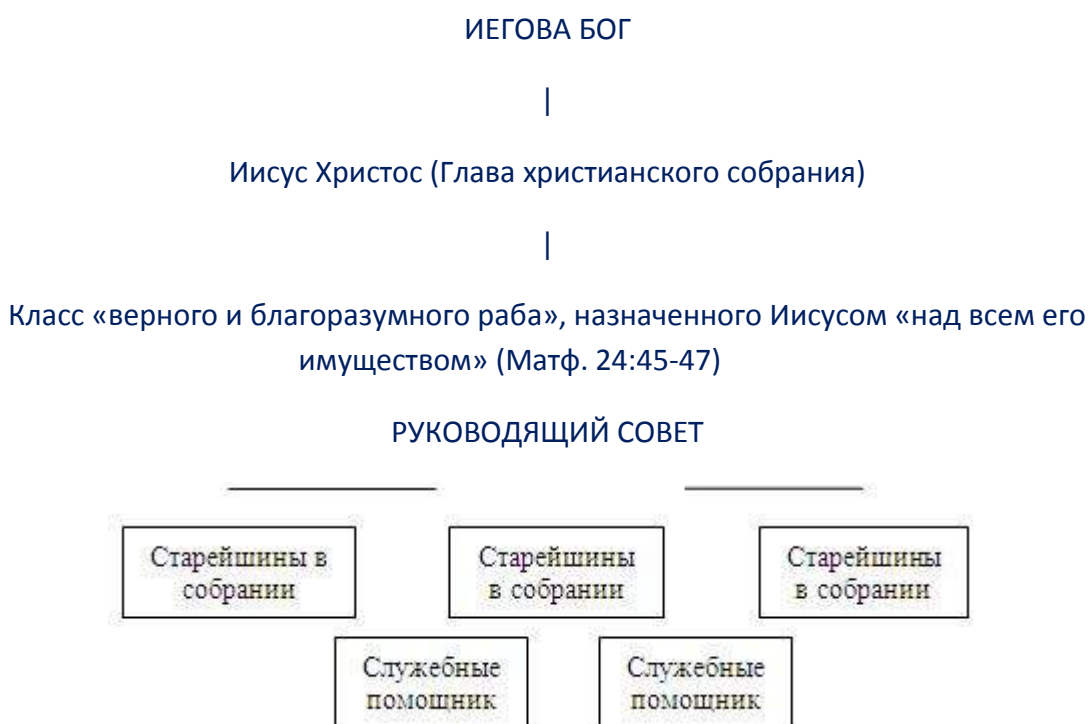 ИЕГОВА БОГ
|
Иисус Христос (Глава христианского собрания)
|
Класс «верного и благоразумного раба», назначенного Иисусом «над всем его
имуществом» (Матф. 24:45-47)
РУКОВОДЯЩИЙ СОВЕТ
Старейшины в
собрании
Старейшины
в собрании
Старейшины
в собрании
Служебные
помощник
Служебные
помощник